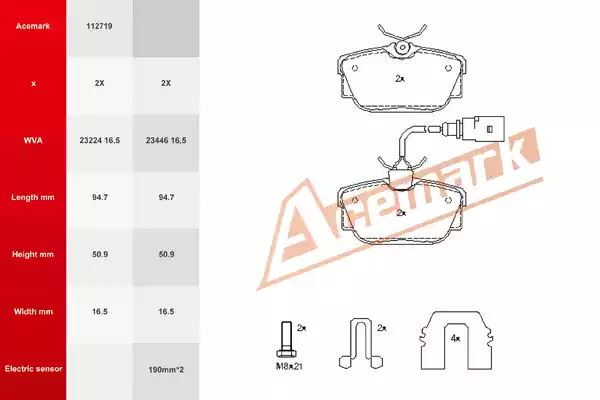 Acemark 112719
x 2X 2X
WVA 23224 16,5 23446 16,5
Length mm 94.7 94.7
Height mm 50.9 50.9
Width mm 16.5 16.5
Electric sensor 190mm*2
2x
2x
Acemark
2x 2x 4x
M8x21